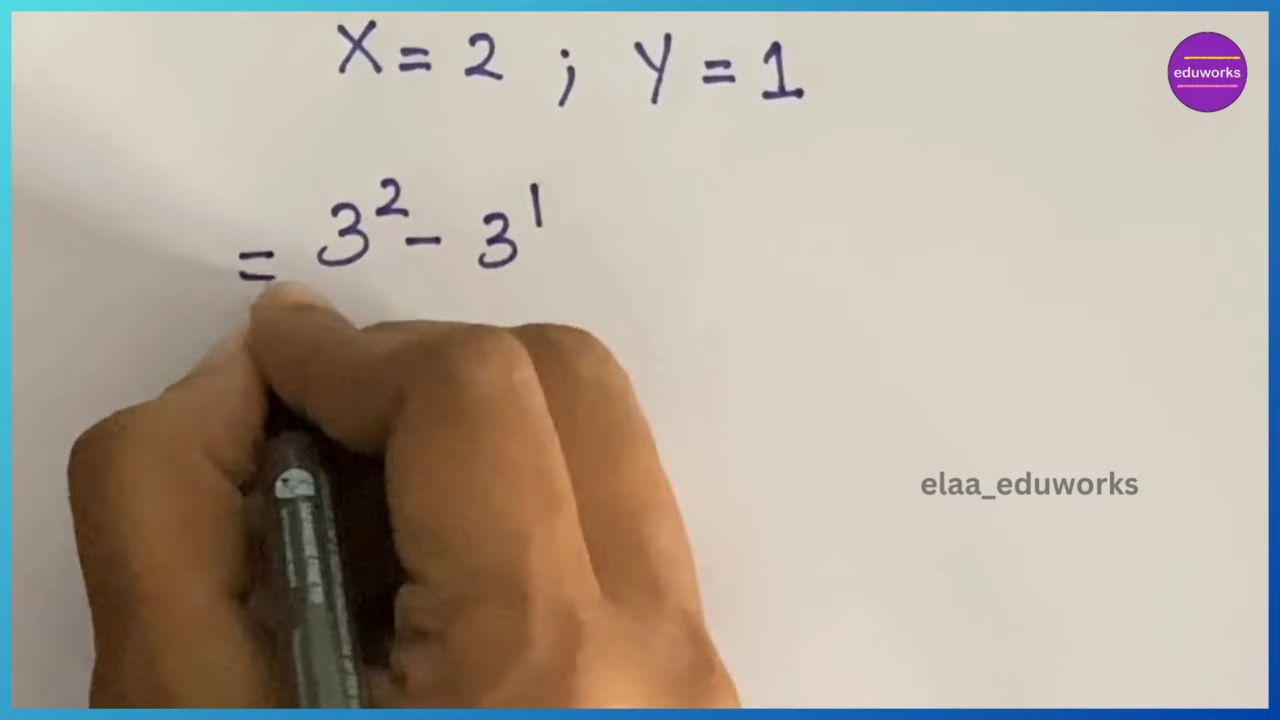 X = 2 ; Y = 1
eduworks
= 3² - 3¹
elaa_eduworks